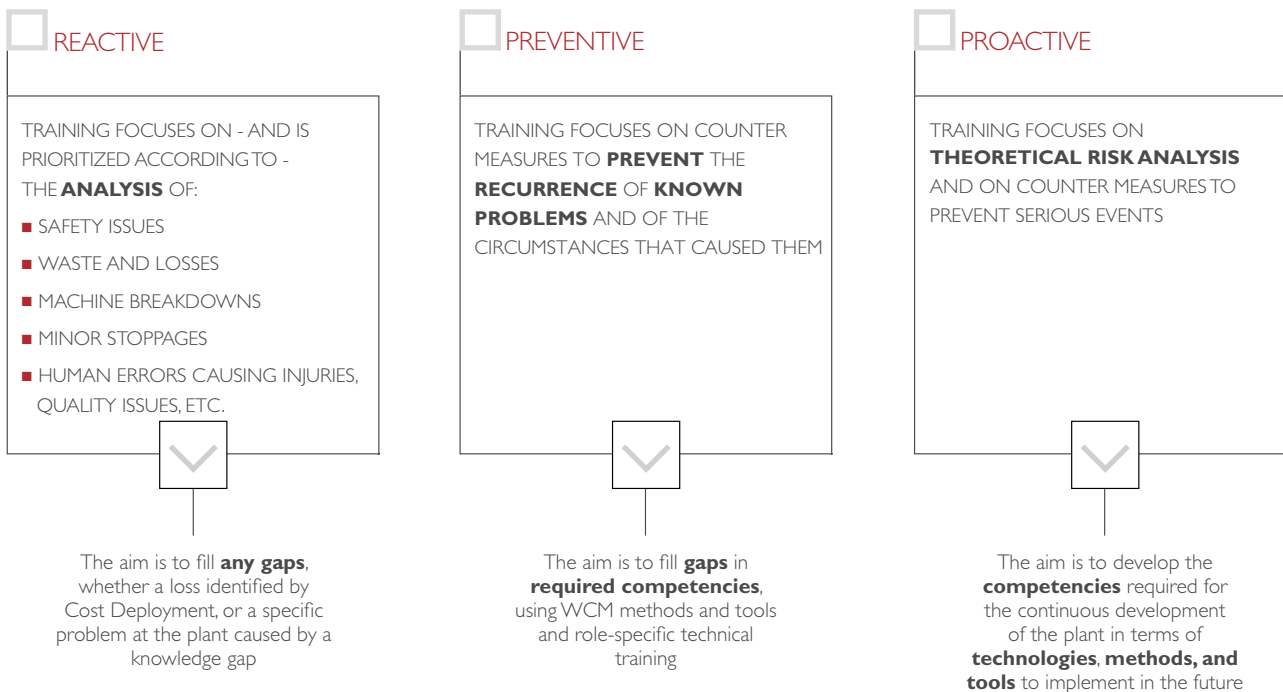 REACTIVE
TRAINING FOCUSES ON - AND IS
PRIORITIZED ACCORDING TO -
THE ANALYSIS OF:
SAFETY ISSUES
WASTE AND LOSSES
MACHINE BREAKDOWNS
MINOR STOPPAGES
HUMAN ERRORS CAUSING INJURIES,
QUALITY ISSUES, ETC.
The aim is to fill any gaps,
whether a loss identified by
Cost Deployment, or a specific
problem at the plant caused by a
knowledge gap
PREVENTIVE
TRAINING FOCUSES ON COUNTER
MEASURES TO PREVENT THE
RECURRENCE OF KNOWN
PROBLEMS AND OF THE
CIRCUMSTANCES THAT CAUSED THEM
The aim is to fill gaps in
required competencies,
using WCM methods and tools
and role-specific technical
training
PROACTIVE
TRAINING FOCUSES ON
THEORETICAL RISK ANALYSIS
AND ON COUNTER MEASURES TO
PREVENT SERIOUS EVENTS
The aim is to develop the
competencies required for
the continuous development
of the plant in terms of
technologies, methods, and
tools to implement in the future